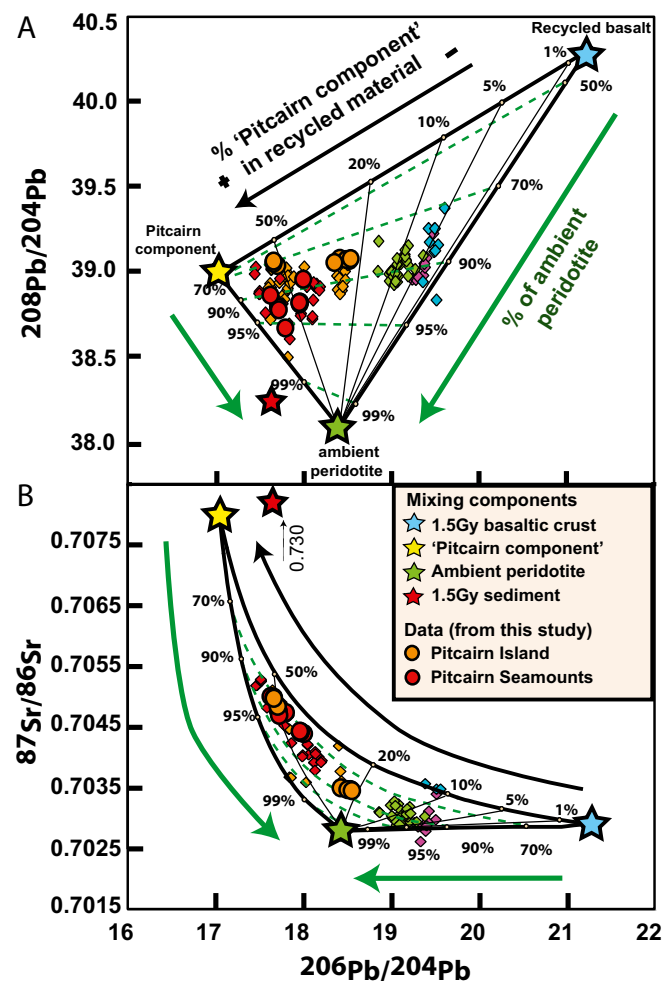 A
40.5
40.0
39.5
39.0
38.5
38.0
208Pb/204Pb
% 'Pitcairn component'
in recycled material
-
+
Recycled basalt
1%
5%
10%
20%
50%
50%
70%
90%
95%
99%
Pitcairn
component
70%
90%
95%
99%
ambient
peridotite
% of ambient
peridotite
B
0.7075
0.7065
0.7055
0.7045
0.7035
0.7025
0.7015
87Sr/86Sr
0.730
Mixing components
1.5Gy basaltic crust
'Pitcairn component'
Ambient peridotite
1.5Gy sediment
Data (from this study)
Pitcairn Island
Pitcairn Seamounts
70%
90%
95%
99%
50%
20%
10%
5%
1%
99%
95%
90%
70%
16 17 18 19 20 21 22
206Pb/204Pb